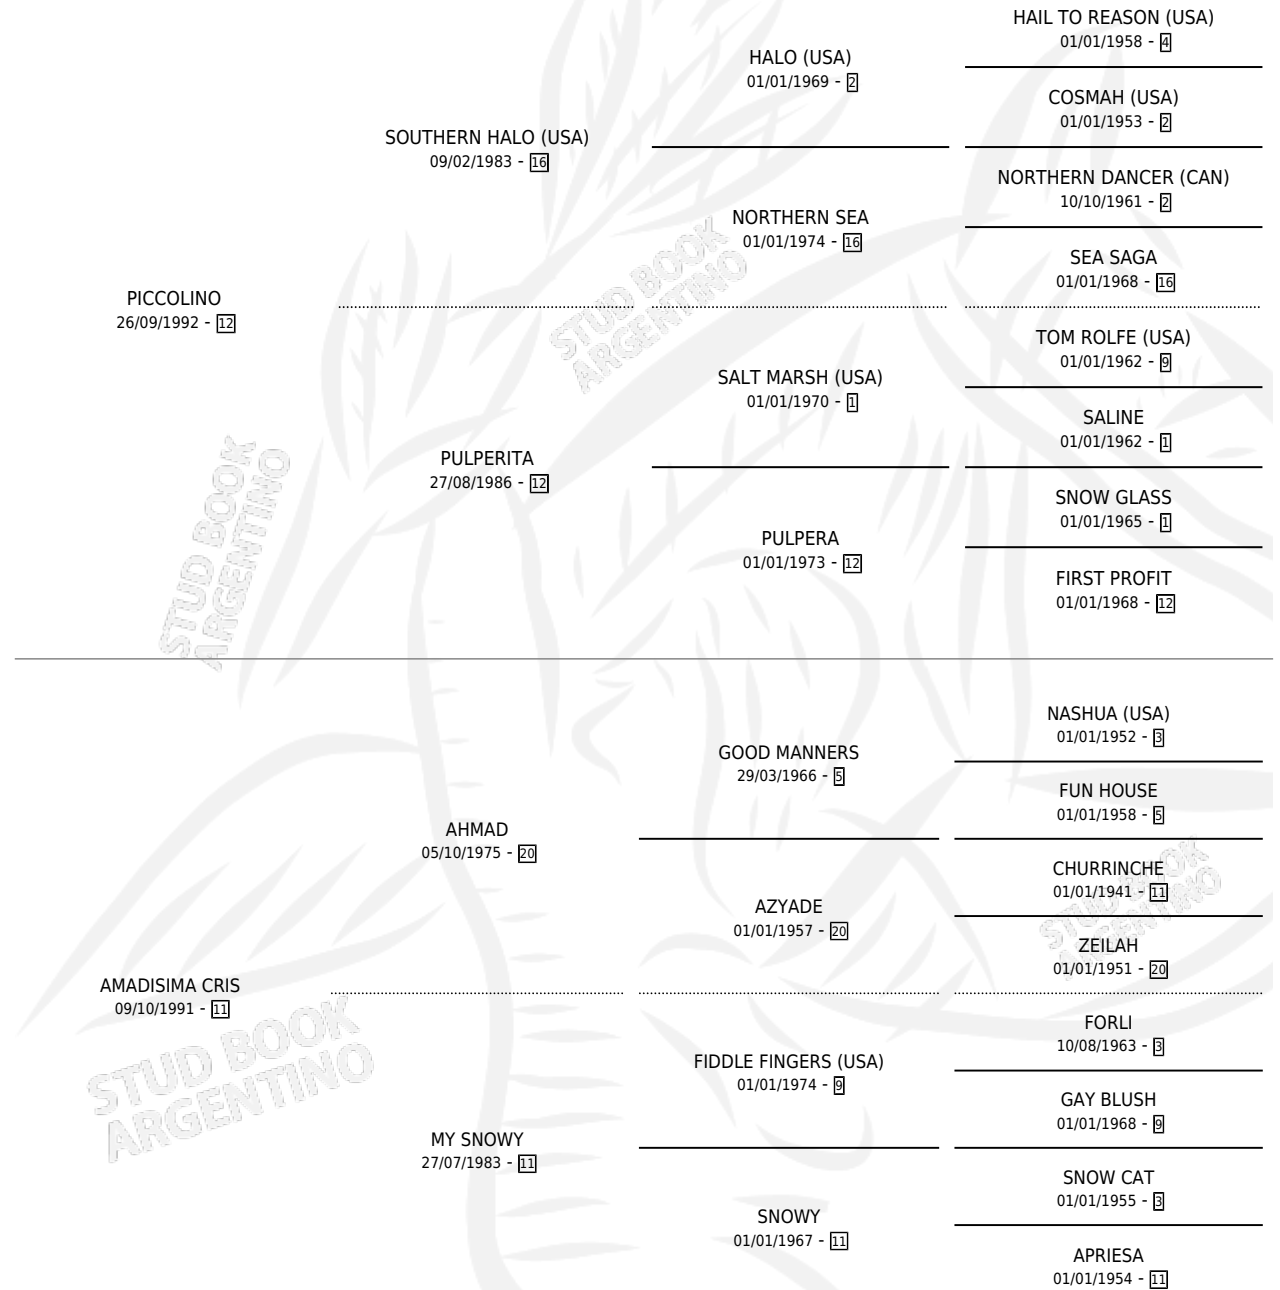 HAIL TO REASON (USA)
01/01/1958 - 4
HALO (USA)
01/01/1969 - 2
COSMAH (USA)
01/01/1953 - 2
SOUTHERN HALO (USA)
09/02/1983 - 16
NORTHERN DANCER (CAN)
10/10/1961 - 2
NORTHERN SEA
01/01/1974 - 16
SEA SAGA
01/01/1968 - 16
PICCOLINO
26/09/1992 - 12
TOM ROLFE (USA)
01/01/1962 - 9
SALT MARSH (USA)
01/01/1970 - 1
SALINE
01/01/1962 - 1
PULPERITA
27/08/1986 - 12
SNOW GLASS
01/01/1965 - 1
PULPERA
01/01/1973 - 12
FIRST PROFIT
01/01/1968 - 12
STUD BOOK
ARGENTINO
STUD BOOK
ARGENTINO
NASHUA (USA)
01/01/1952 - 3
GOOD MANNERS
29/03/1966 - 5
FUN HOUSE
01/01/1958 - 5
AHMAD
05/10/1975 - 20
CHURRINCHE
01/01/1941 - 11
AZYADE
01/01/1957 - 20
ZEILAH
01/01/1951 - 20
STUD BOOK
ARGENTINO
AMADISIMA CRIS
09/10/1991 - 11
FORLI
10/08/1963 - 3
FIDDLE FINGERS (USA)
01/01/1974 - 9
GAY BLUSH
01/01/1968 - 9
STUD BOOK
ARGENTINO
MY SNOWY
27/07/1983 - 11
SNOW CAT
01/01/1955 - 3
SNOWY
01/01/1967 - 11
APRIESA
01/01/1954 - 11